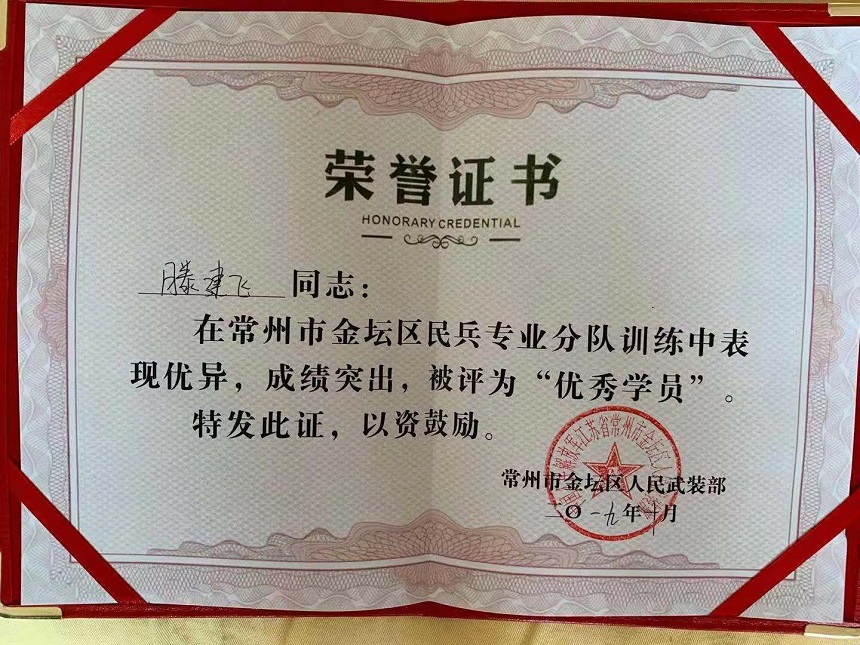 荣誉证书
HONORARY CREDENTIAL
滕建飞 同志：
在常州市金坛区民兵专业分队训练中表
现优异，成绩突出，被评为“优秀学员”。
特发此证，以资鼓励。
常州市金坛区人民武装部
二〇一九年十月